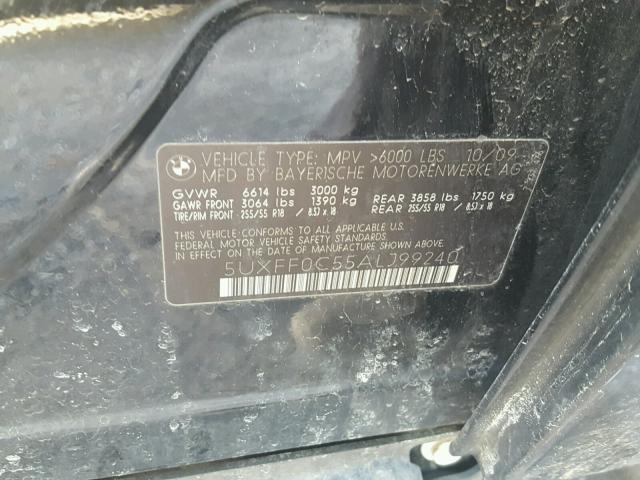 VEHICLE TYPE: MPV >6000 LBS 10/09
MFD BY BAYERISCHE MOTORENWERKE AG
GVWR 6614 lbs 3000 kg
GAWR FRONT 3064 lbs 1390 kg REAR 3858 lbs 1750 kg
TIRE/RIM FRONT 255/55 R18 / 8.5J x 18 REAR 255/55 R18 / 8.5J x 18
THIS VEHICLE CONFORMS TO ALL APPLICABLE U.S. FEDERAL
MOTOR VEHICLE SAFETY STANDARDS IN EFFECT ON THE
DATE OF MANUFACTURE SHOWN ABOVE.
5UXFF0C55ALJ99240